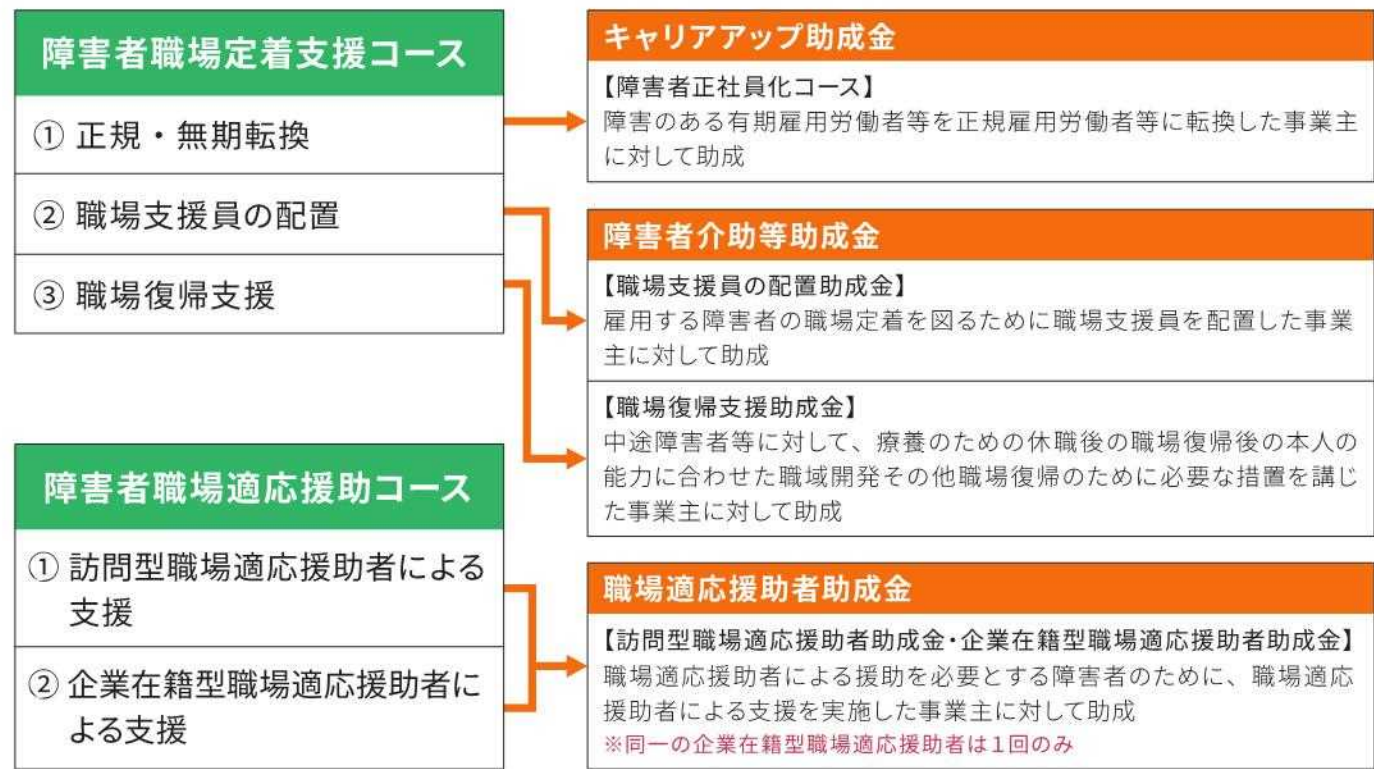 障害者職場定着支援コース
① 正規・無期転換
② 職場支援員の配置
③ 職場復帰支援
障害者職場適応援助コース
① 訪問型職場適応援助者による
支援
② 企業在籍型職場適応援助者に
よる支援
キャリアアップ助成金
【障害者正社員化コース】
障害のある有期雇用労働者等を正規雇用労働者等に転換した事業主
に対して助成
障害者介助等助成金
【職場支援員の配置助成金】
雇用する障害者の職場定着を図るために職場支援員を配置した事業
主に対して助成
【職場復帰支援助成金】
中途障害者等に対して、療養のための休職後の職場復帰後の本人の
能力に合わせた職域開発その他職場復帰のために必要な措置を講じ
た事業主に対して助成
職場適応援助者助成金
【訪問型職場適応援助者助成金・企業在籍型職場適応援助者助成金】
職場適応援助者による援助を必要とする障害者のために、職場適応
援助者による支援を実施した事業主に対して助成
※同一の企業在籍型職場適応援助者は１回のみ